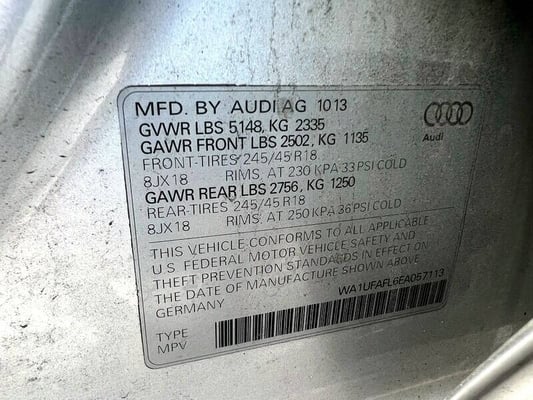 MFD. BY AUDI AG 10 13
GVWR LBS 5148, KG 2335
GAWR FRONT LBS 2502, KG 1135
FRONT-TIRES/245/45 R18
8JX18 RIMS, AT 230 KPA 33 PSI COLD
GAWR REAR LBS 2756, KG 1250
REAR-TIRES 245/45 R18
8JX18 RIMS, AT 250 KPA 36 PSI COLD
Audi
THIS VEHICLE CONFORMS TO ALL APPLICABLE
U.S. FEDERAL MOTOR VEHICLE SAFETY AND
THEFT PREVENTION STANDARDS IN EFFECT ON
THE DATE OF MANUFACTURE SHOWN ABOVE
GERMANY
WA1UFAFL6EA057113
TYPE
MPV